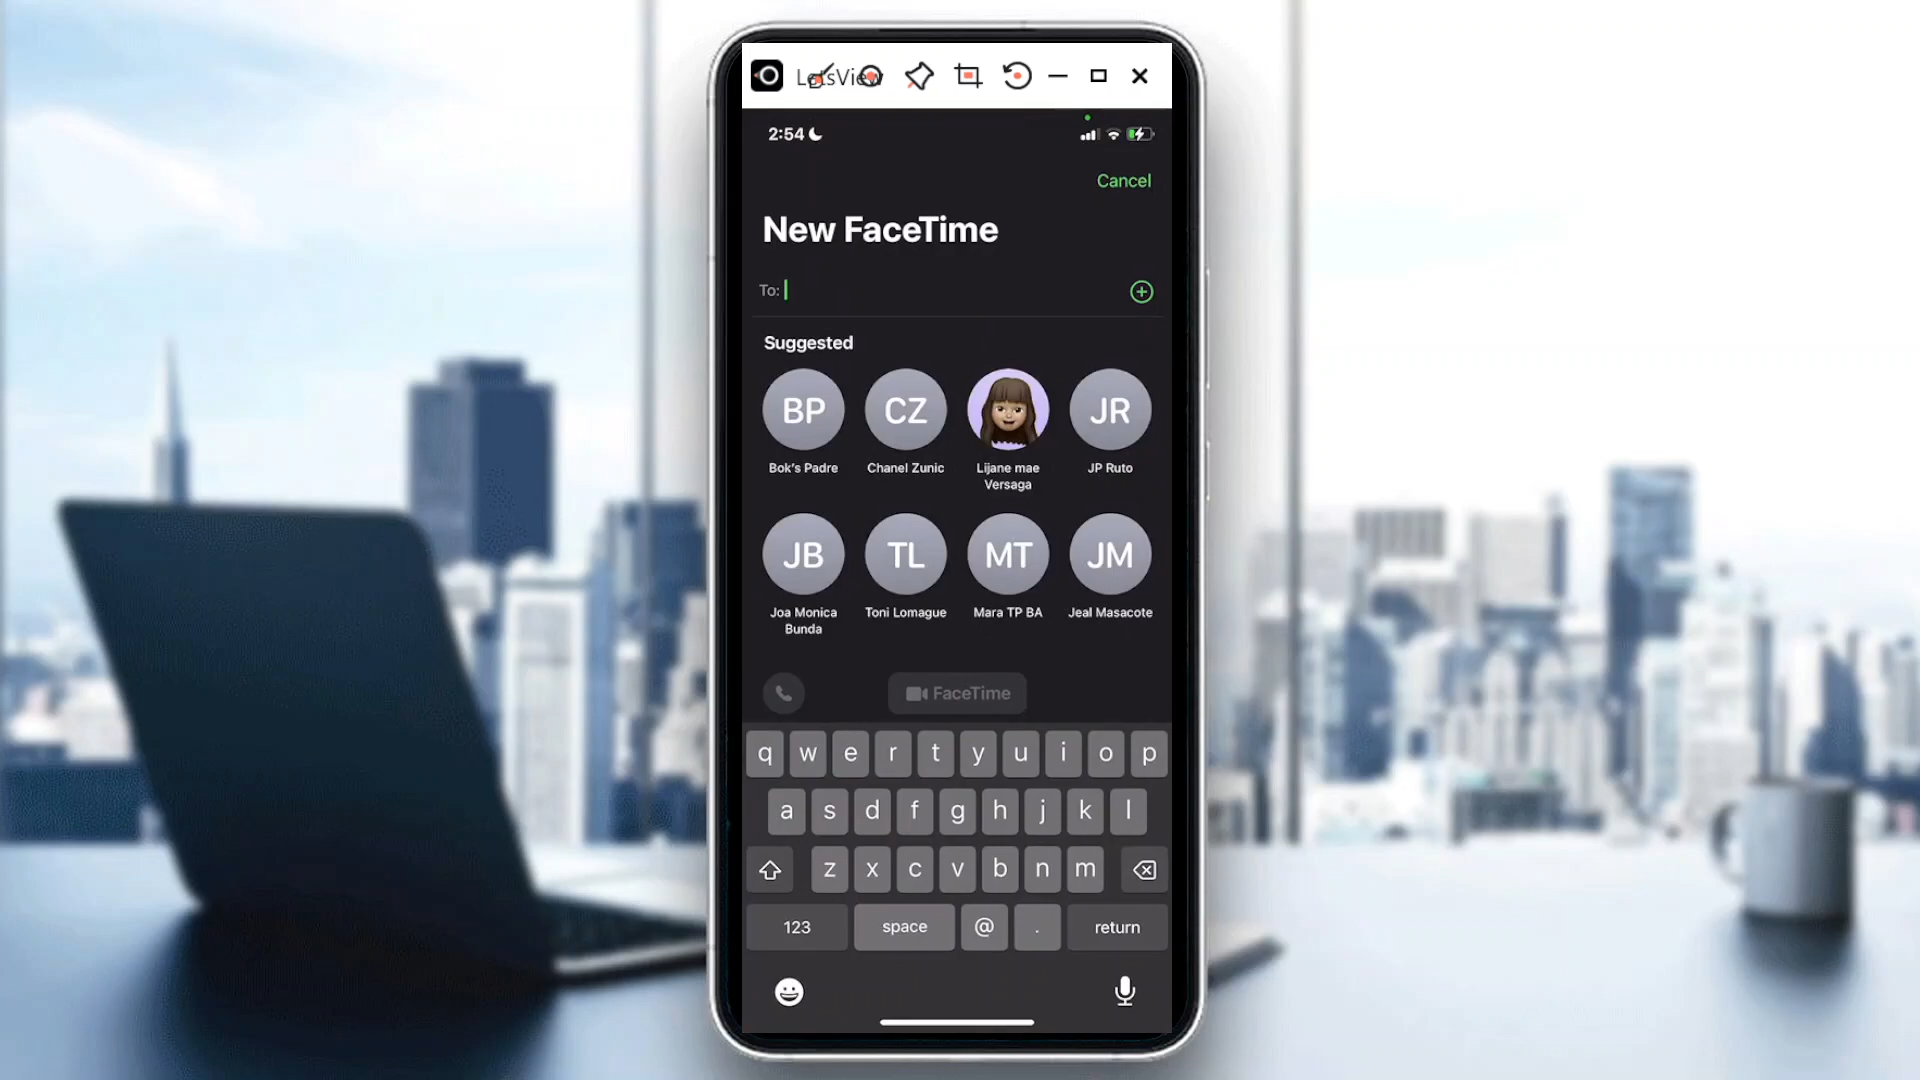 LetsView
2:54
Cancel
New FaceTime
To:
Suggested
BP CZ JR
Bok's Padre Chanel Zunic Lijane mae Versaga JP Ruto
JB TL MT JM
Joa Monica Bunda Toni Lomague Mara TP BA Jeal Masacote
FaceTime
q w e r t y u i o p
a s d f g h j k l
z x c v b n m
123 space @ . return